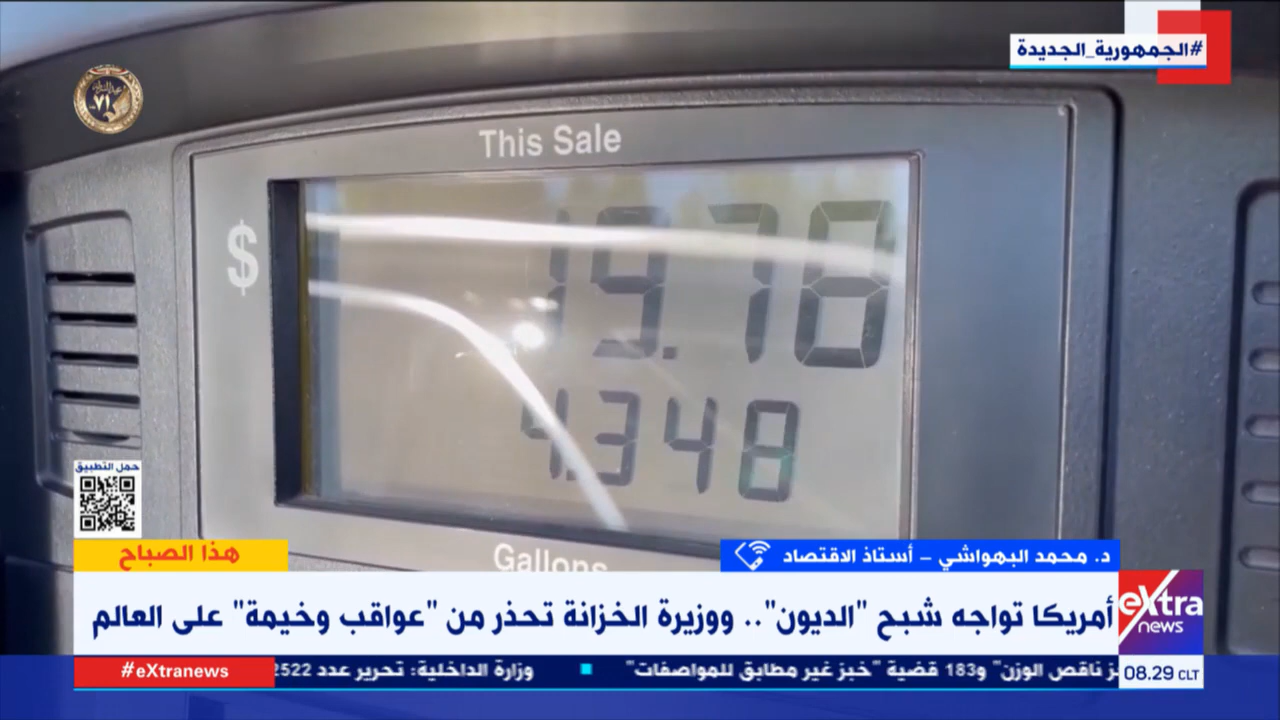 #الجمهورية_الجديدة
This Sale
$
19.78
4.348
Gallons
حمل التطبيق
هذا الصباح
د. محمد البهواشي – أستاذ الاقتصاد
أمريكا تواجه شبح "الديون".. ووزيرة الخزانة تحذر من "عواقب وخيمة" على العالم
eXtra
news
#eXtranews
ناقص الوزن" و183 قضية "خبز غير مطابق للمواصفات" ■ وزارة الداخلية: تحرير عدد 2522
08.29 CLT